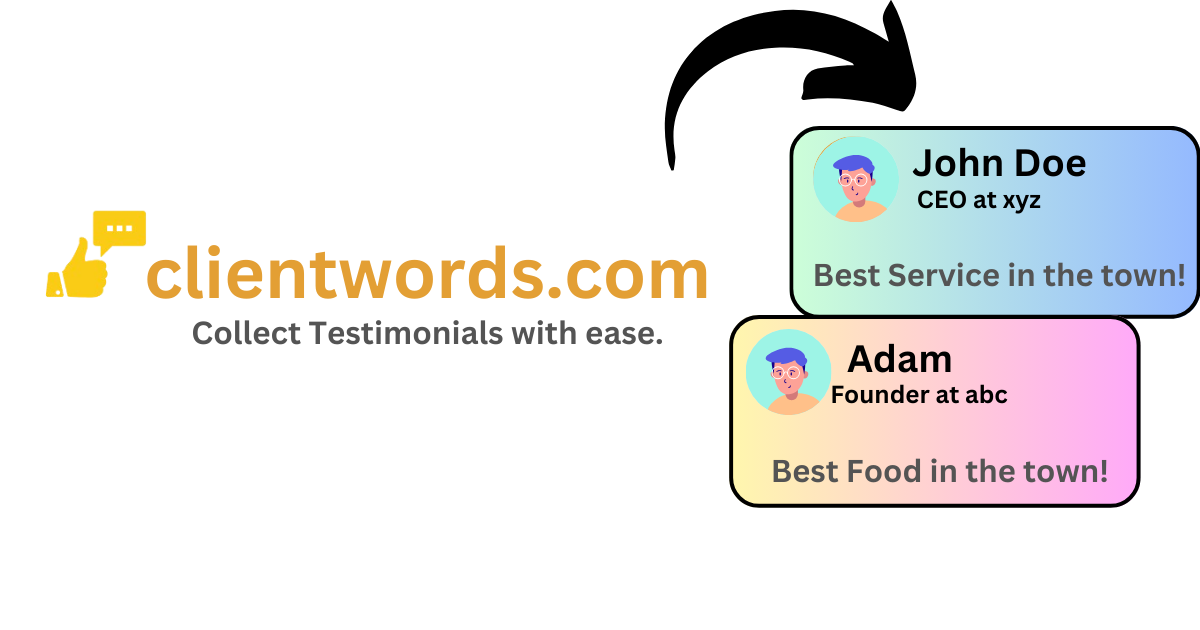 clientwords.com
Collect Testimonials with ease.
John Doe
CEO at xyz
Best Service in the town!
Adam
Founder at abc
Best Food in the town!